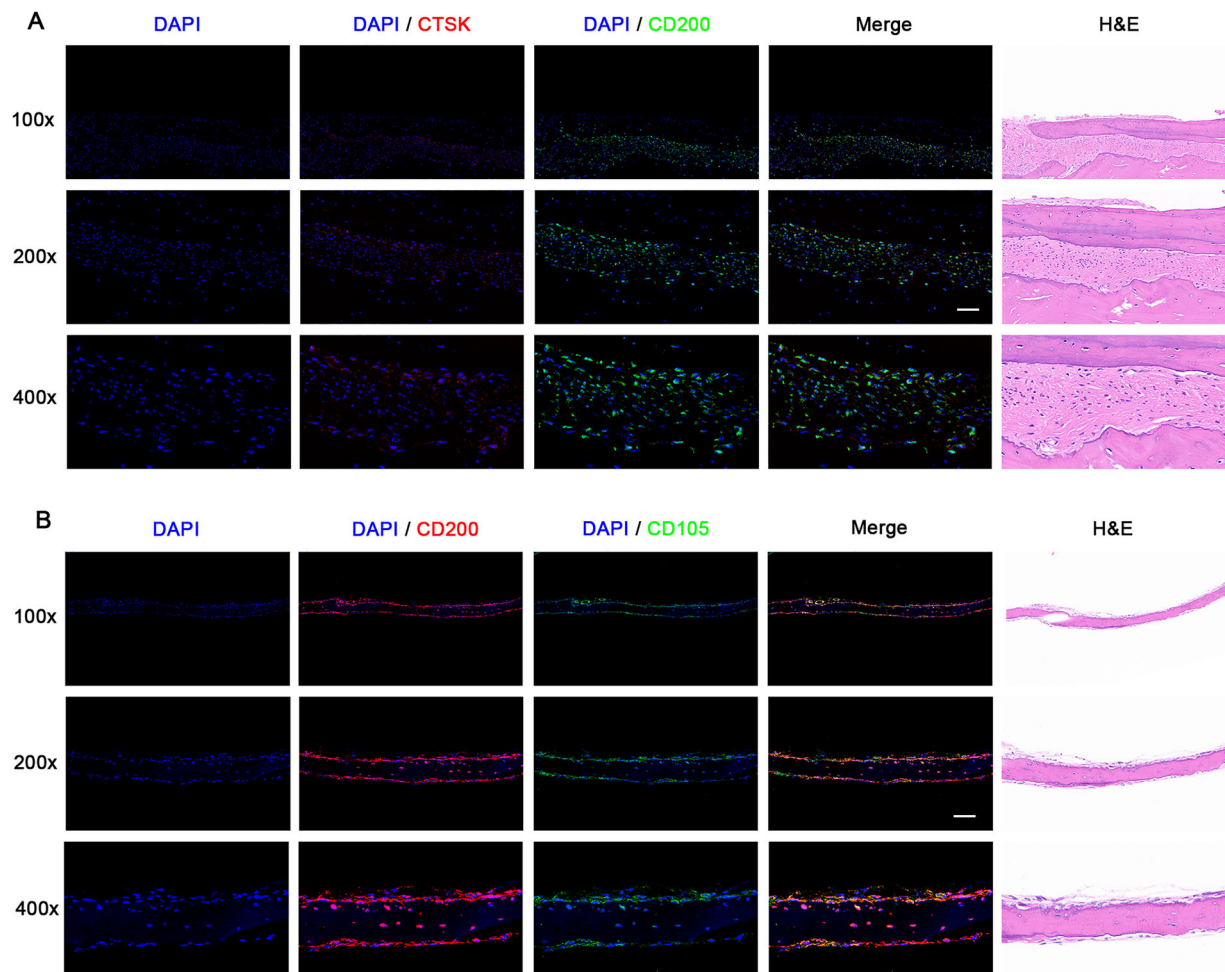 A
DAPI DAPI / CTSK DAPI / CD200 Merge H&E
100x
200x
400x
B
DAPI DAPI / CD200 DAPI / CD105 Merge H&E
100x
200x
400x